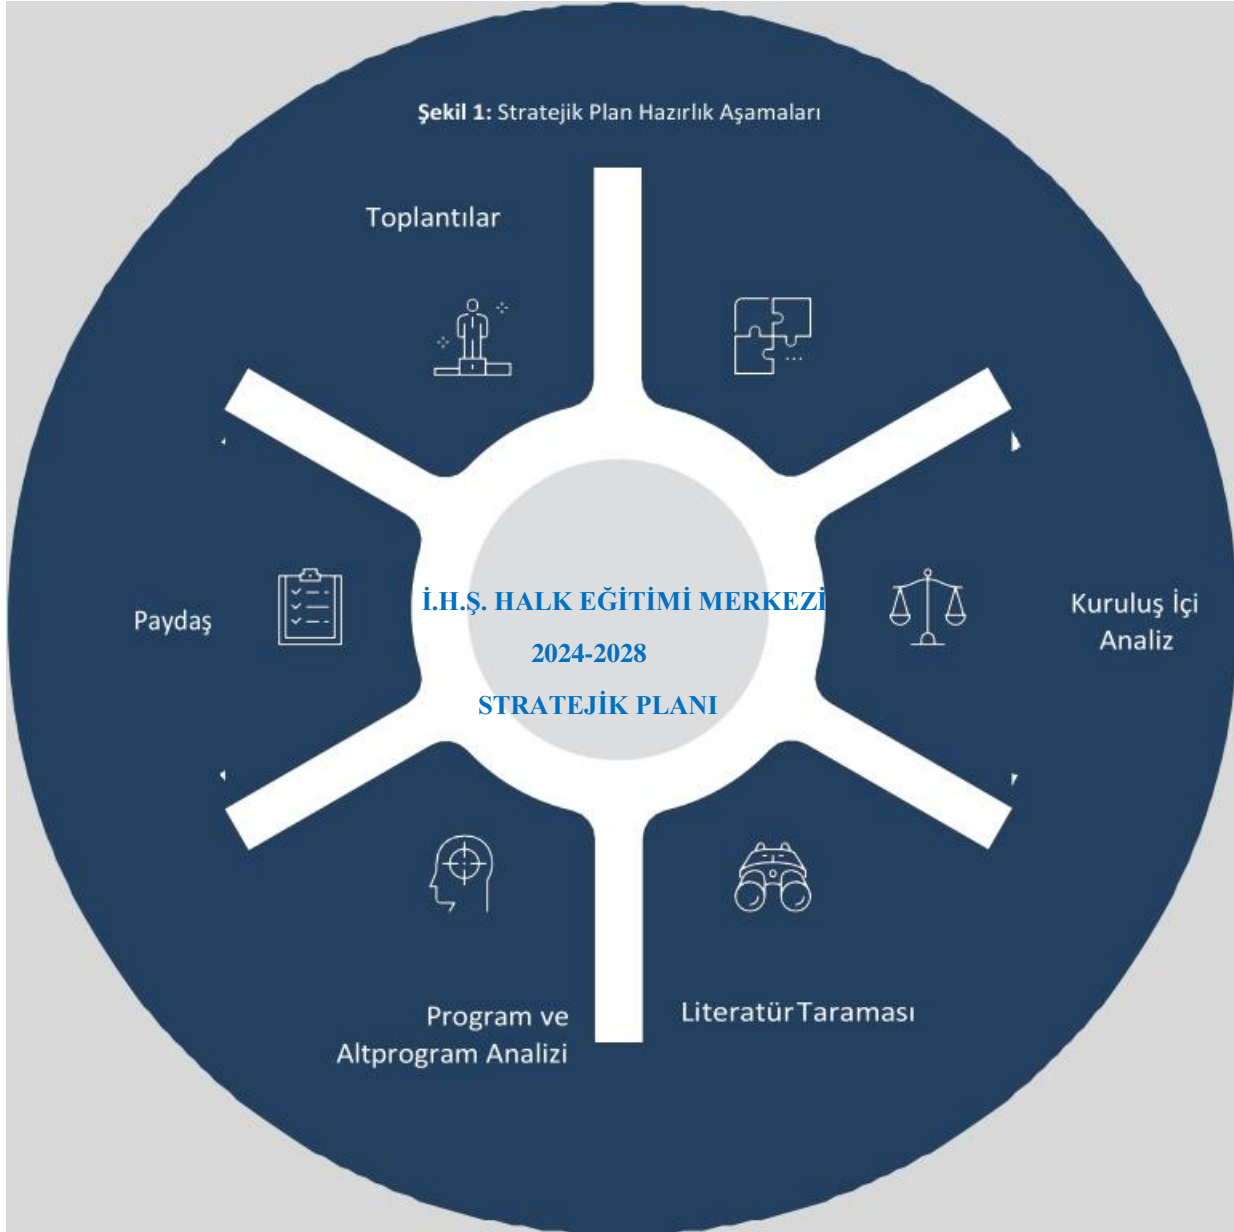 Şekil 1: Stratejik Plan Hazırlık Aşamaları
Toplantılar
Paydaş
İ.H.Ş. HALK EĞİTİMİ MERKEZİ
2024-2028
STRATEJİK PLANI
Kuruluş İçi
Analiz
Program ve
Altprogram Analizi
Literatür Taraması